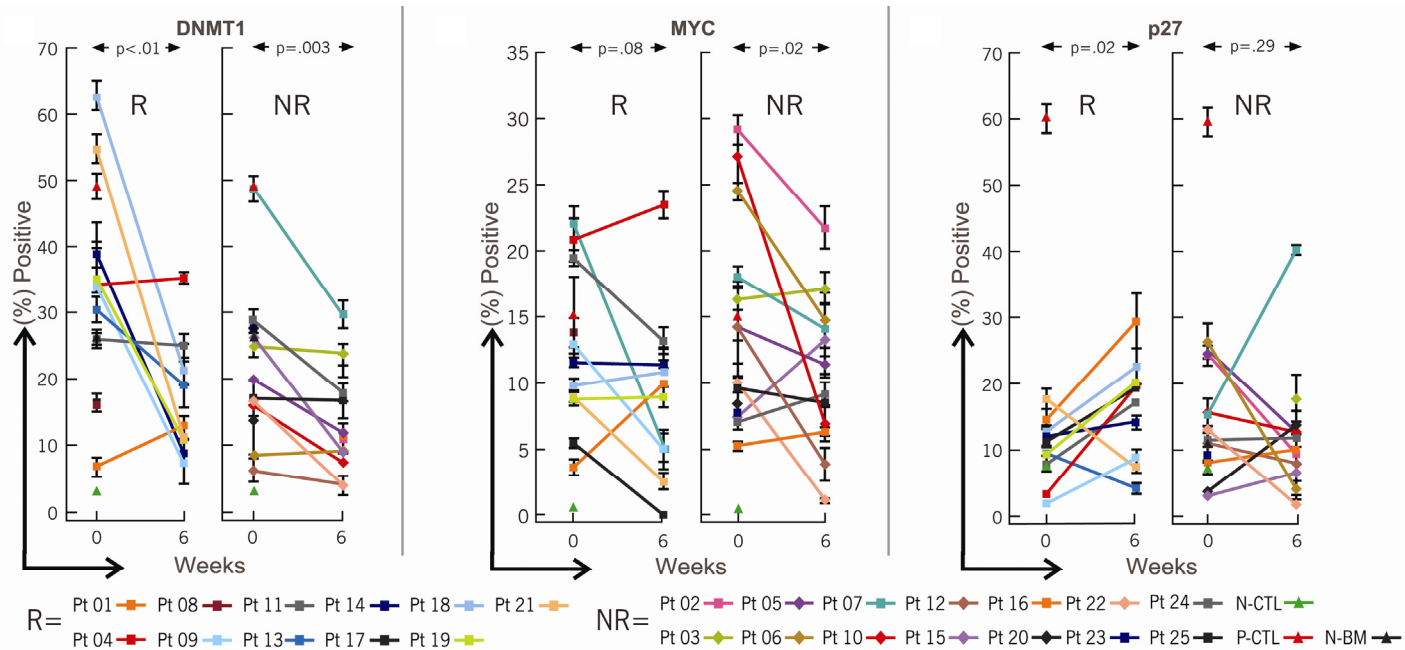 DNMT1 MYC p27
70 p<.01 p=.003 35 p=.08 p=.02 70 p=.02 p=.29
R NR R NR R NR
60 30 60
50 25 50
40 20 40
30 15 30
20 10 20
10 5 10
0 0 0
(%) Positive (%) Positive (%) Positive
0 6 0 6 0 6 0 6 0 6 0 6
Weeks Weeks Weeks
R= Pt 01 Pt 08 Pt 11 Pt 14 Pt 18 Pt 21
Pt 04 Pt 09 Pt 13 Pt 17 Pt 19
NR= Pt 02 Pt 05 Pt 07 Pt 12 Pt 16 Pt 22 Pt 24 N-CTL
Pt 03 Pt 06 Pt 10 Pt 15 Pt 20 Pt 23 Pt 25 P-CTL N-BM